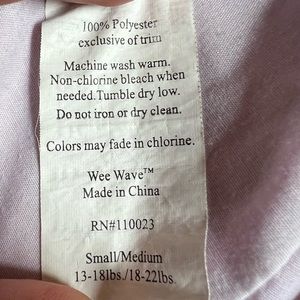 100% Polyester
exclusive of trim
Machine wash warm.
Non-chlorine bleach when
needed.Tumble dry low.
Do not iron or dry clean.
Colors may fade in chlorine.
Wee Wave™
Made in China
RN#110023
Small/Medium
13-18lbs./18-22lbs.